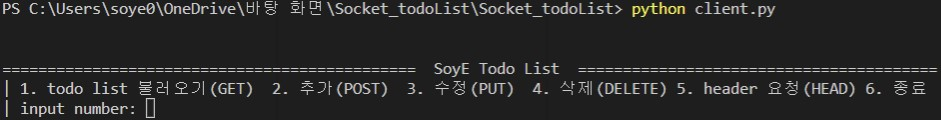 PS C:\Users\soye0\OneDrive\바탕 화면\Socket_todoList\Socket_todoList> python client.py
============================================== SoyE Todo List ========================================
| 1. todo list 불러오기(GET) 2. 추가(POST) 3. 수정(PUT) 4. 삭제(DELETE) 5. header 요청(HEAD) 6. 종료
| input number: